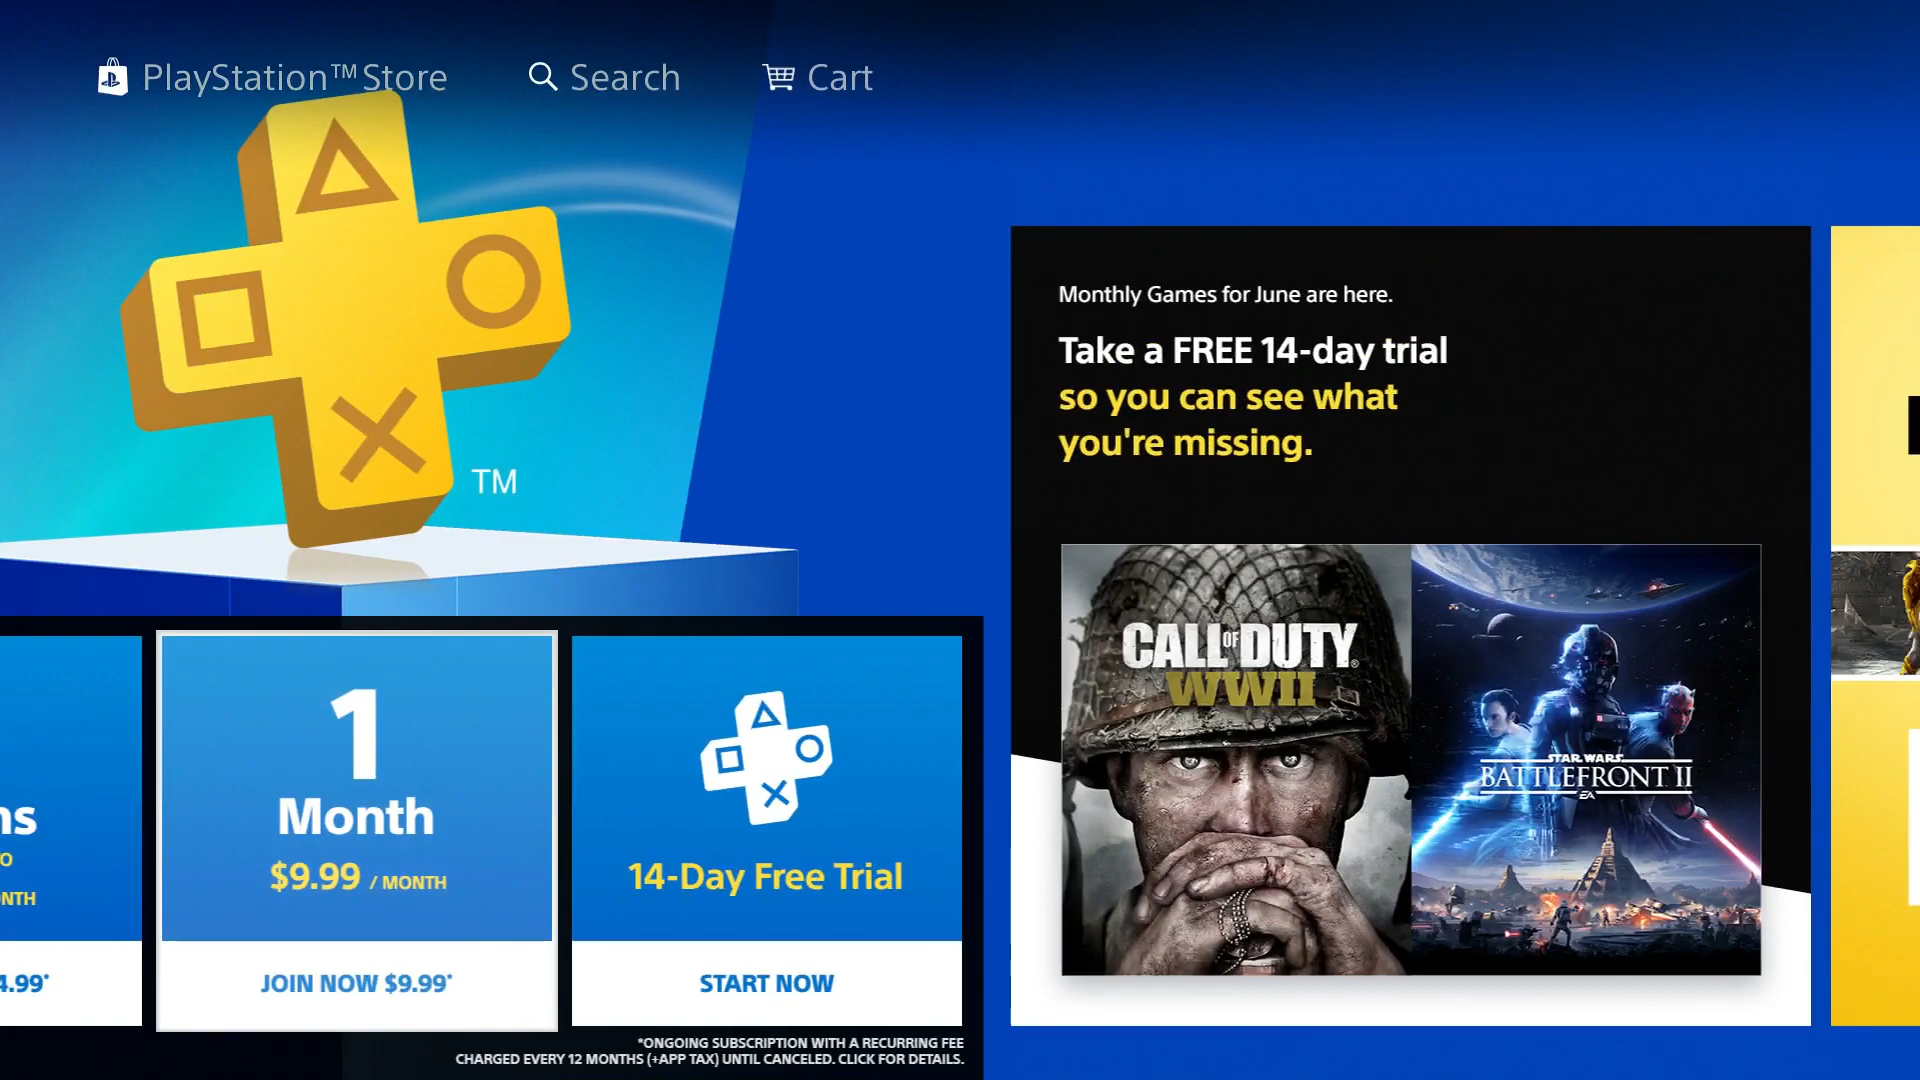 PlayStation™Store
Search
Cart
TM
1
Month
$9.99 / MONTH
JOIN NOW $9.99*
14-Day Free Trial
START NOW
*ONGOING SUBSCRIPTION WITH A RECURRING FEE
CHARGED EVERY 12 MONTHS (+APP TAX) UNTIL CANCELED. CLICK FOR DETAILS.
Monthly Games for June are here.
Take a FREE 14-day trial
so you can see what
you're missing.
CALL OF DUTY®
WWII
STAR WARS
BATTLEFRONT II
EA